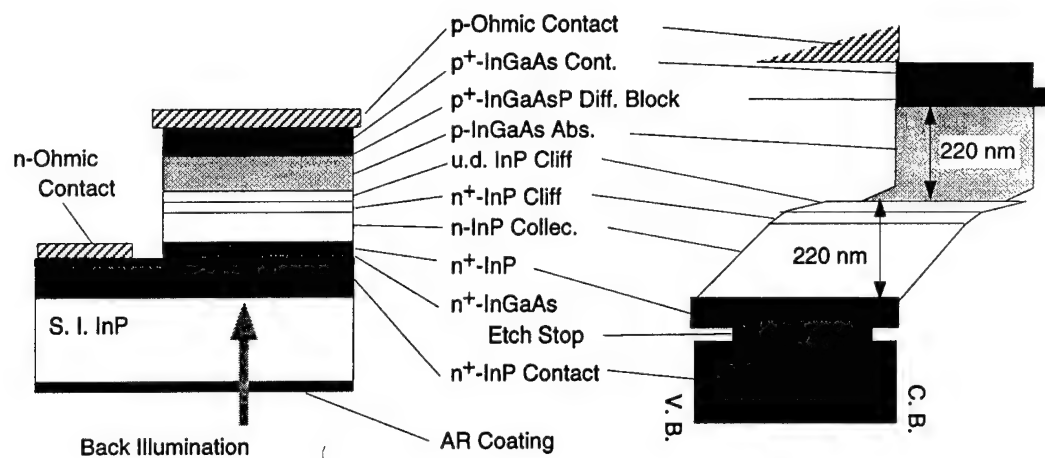 p-Ohmic Contact
p⁺-InGaAs Cont.
p⁺-InGaAsP Diff. Block
p-InGaAs Abs.
u.d. InP Cliff
n⁺-InP Cliff
n-InP Collec.
n⁺-InP
n⁺-InGaAs
Etch Stop
n⁺-InP Contact
AR Coating
n-Ohmic
Contact
S. I. InP
Back Illumination
220 nm
220 nm
V. B.
C. B.